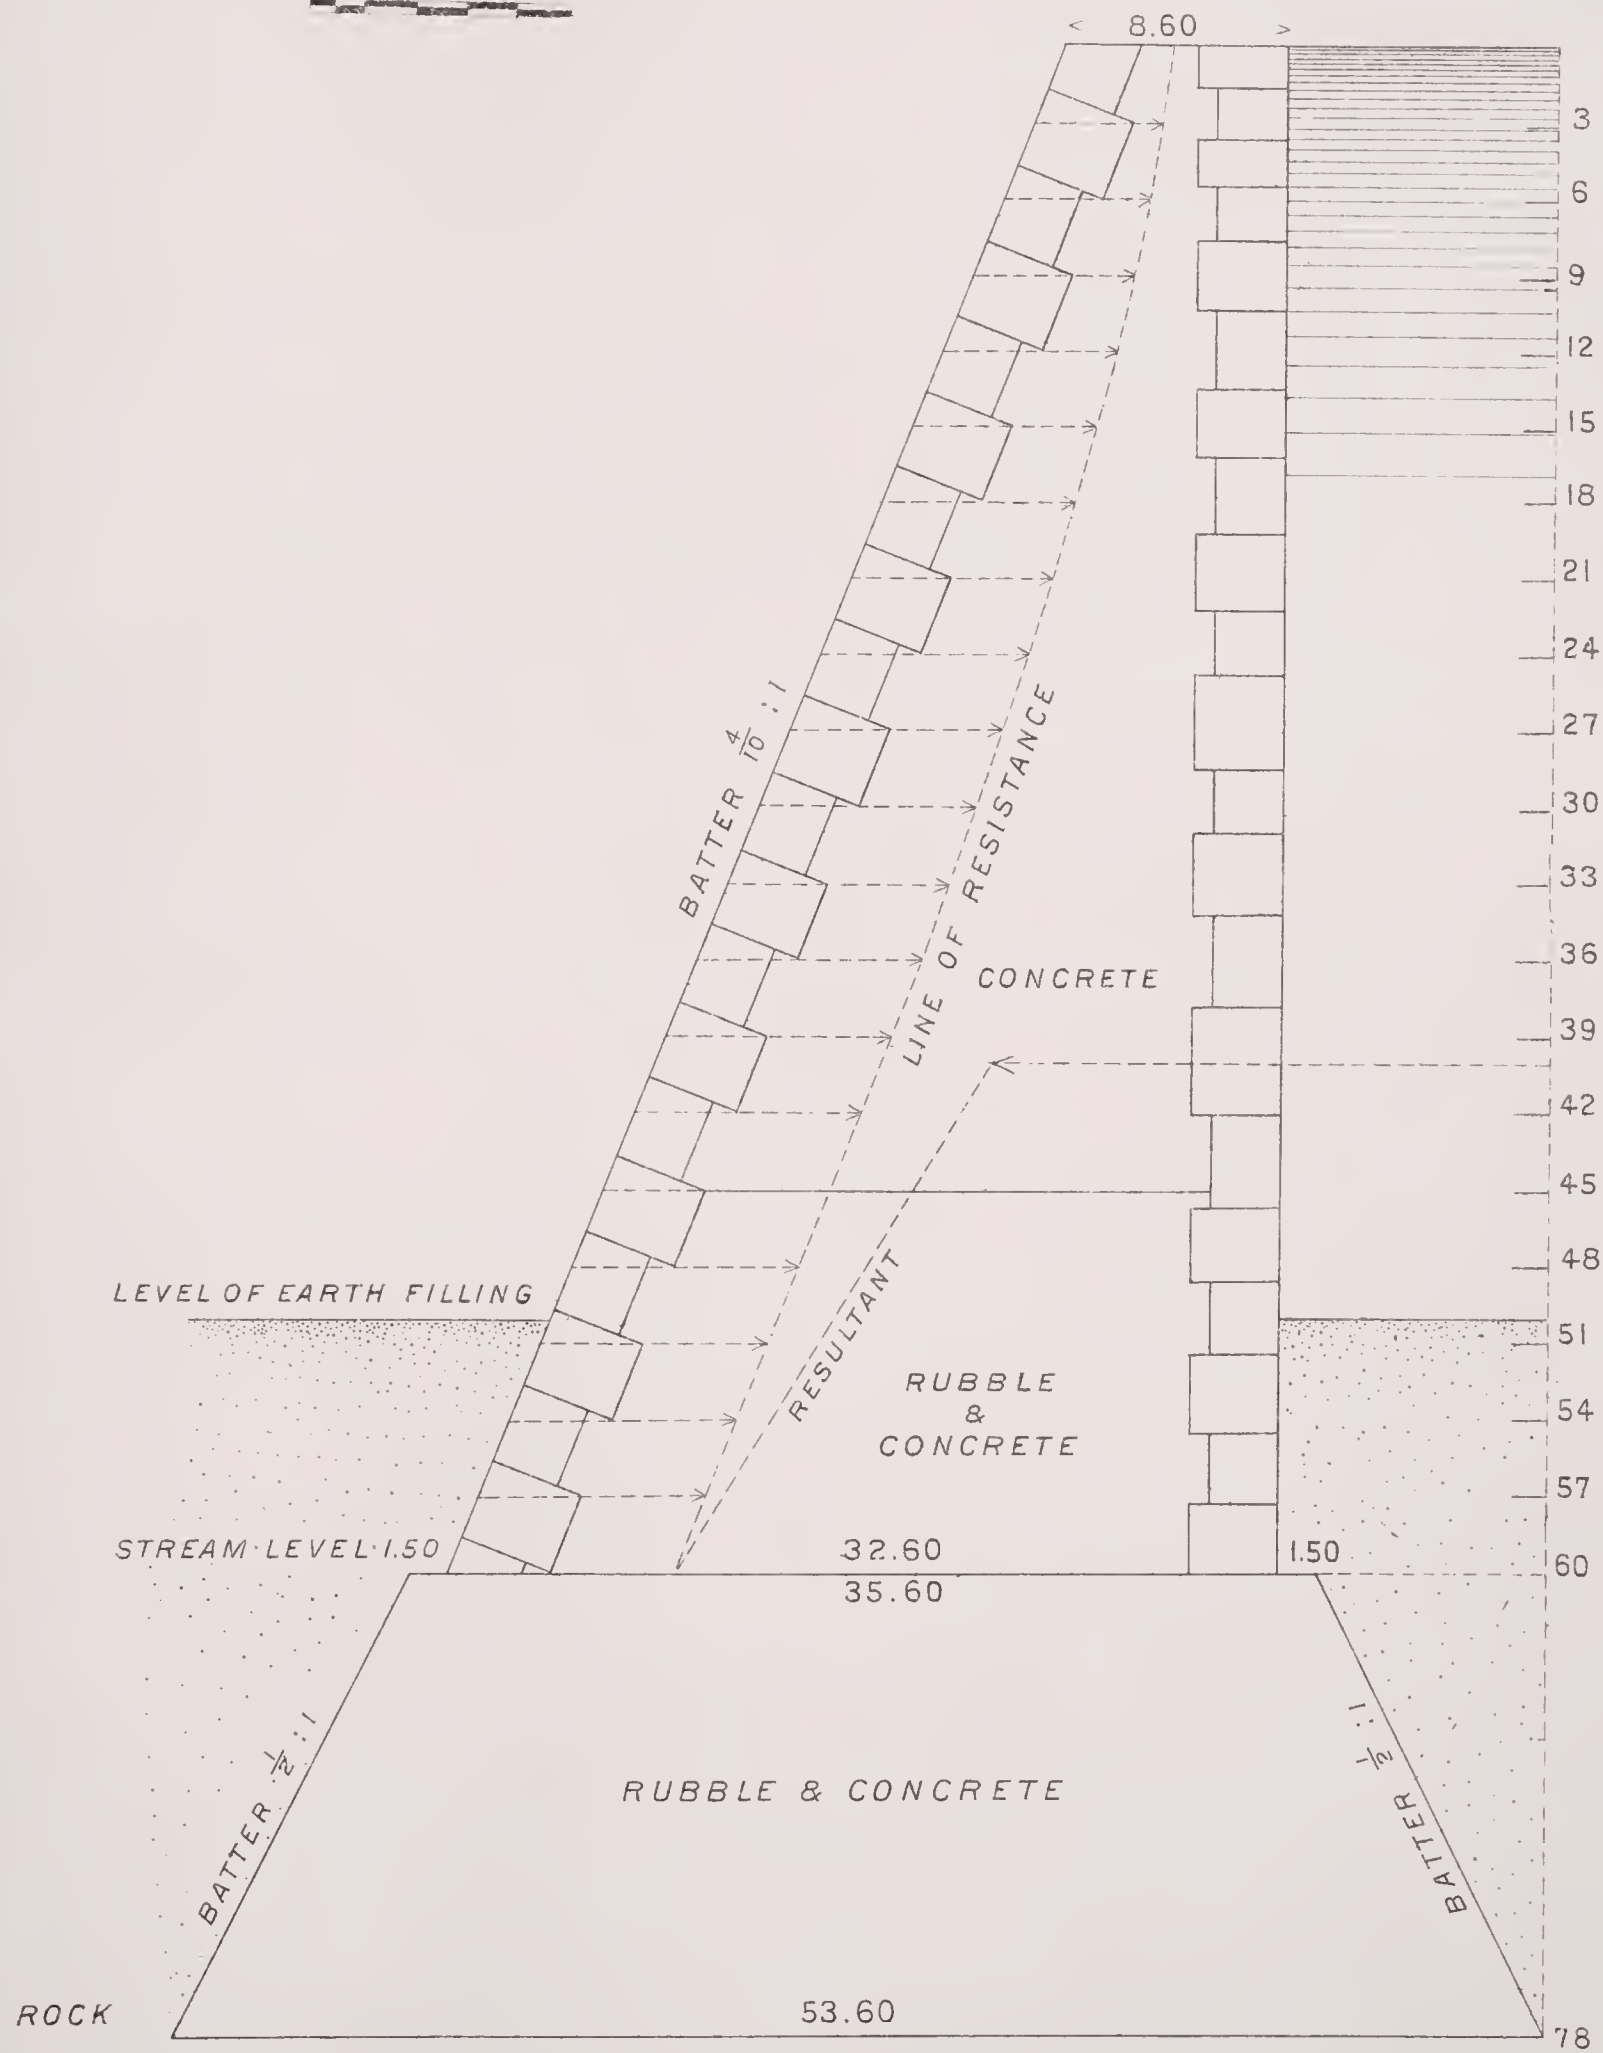 8.60
3
6
9
12
15
18
21
24
27
30
33
36
39
42
45
48
51
54
57
60
78
BATTER 4/10 : 1
LINE OF RESISTANCE
CONCRETE
RESULTANT
LEVEL OF EARTH FILLING
RUBBLE
&
CONCRETE
STREAM·LEVEL·1.50
32.60
1.50
35.60
BATTER 1/2 : 1
BATTER 1/2 : 1
RUBBLE & CONCRETE
ROCK
53.60